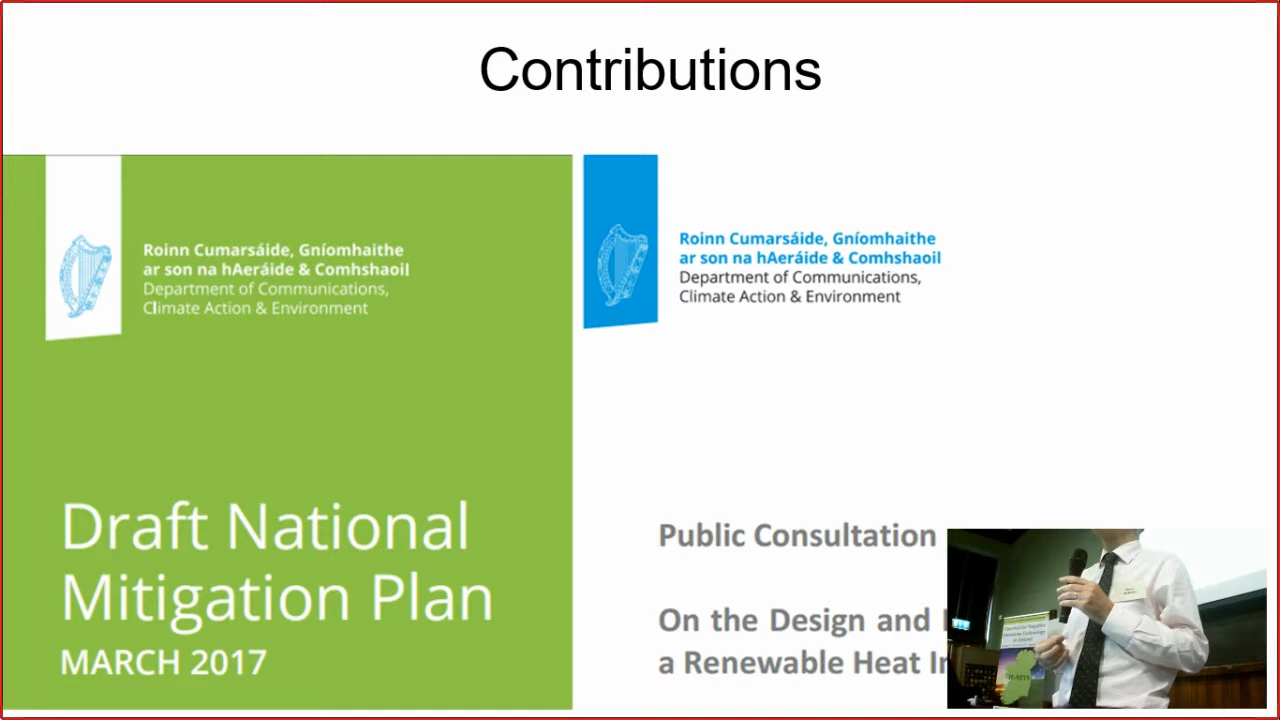 Contributions
Roinn Cumarsáide, Gníomhaithe
ar son na hAeráide & Comhshaoil
Department of Communications,
Climate Action & Environment
Draft National
Mitigation Plan
MARCH 2017
Roinn Cumarsáide, Gníomhaithe
ar son na hAeráide & Comhshaoil
Department of Communications,
Climate Action & Environment
Public Consultation
On the Design and
a Renewable Heat